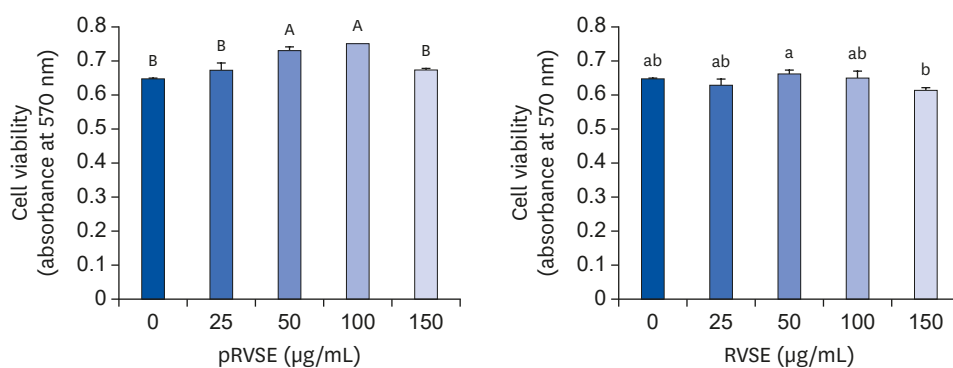 Cell viability
(absorbance at 570 nm)
0.8
0.7
0.6
0.5
0.4
0.3
0.2
0.1
0
B
B
A
A
B
0 25 50 100 150
pRVSE (µg/mL)
Cell viability
(absorbance at 570 nm)
0.8
0.7
0.6
0.5
0.4
0.3
0.2
0.1
0
ab
ab
a
ab
b
0 25 50 100 150
RVSE (µg/mL)